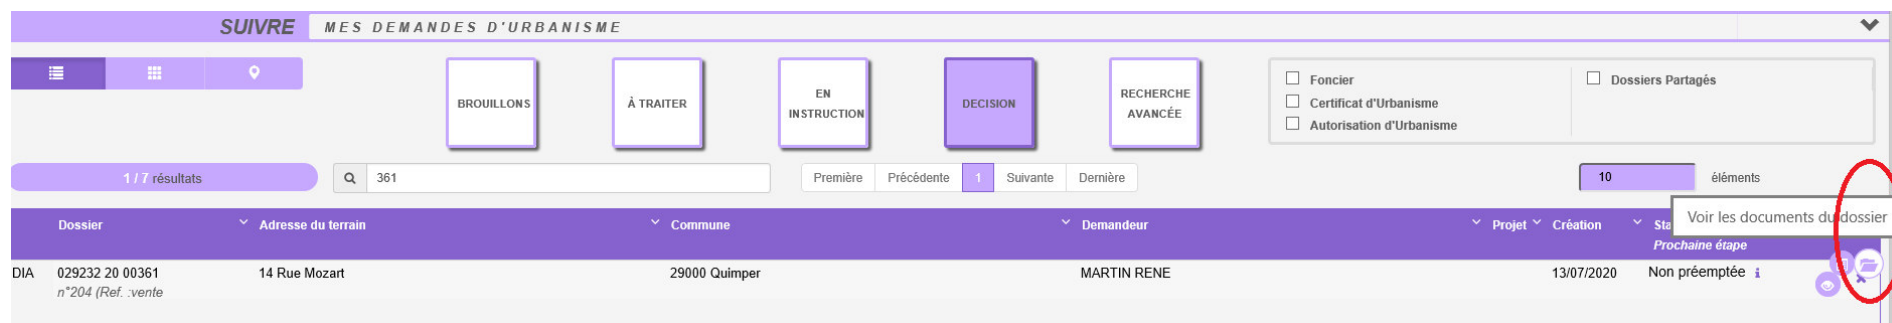 SUIVRE MES DEMANDES D'URBANISME
BROUILLONS
À TRAITER
EN
INSTRUCTION
DECISION
RECHERCHE
AVANCÉE
Foncier
Certificat d'Urbanisme
Autorisation d'Urbanisme
Dossiers Partagés
1 / 7 résultats
361
Première Précédente 1 Suivante Dernière
10 éléments
Voir les documents du dossier
Dossier Adresse du terrain Commune Demandeur Projet Création Sta
Prochaine étape
DIA 029232 20 00361 14 Rue Mozart 29000 Quimper MARTIN RENE 13/07/2020 Non préemptée i
n°204 (Ref. :vente